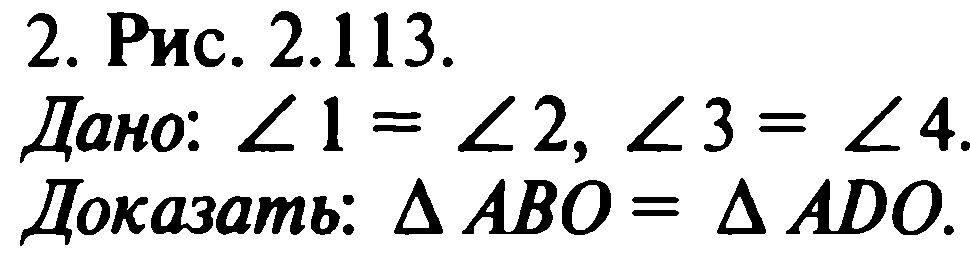 2. Рис. 2.113.
Дано: ∠1 = ∠2, ∠3 = ∠4.
Доказать: Δ ABO = Δ ADO.